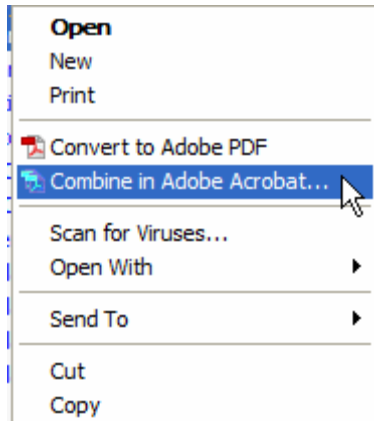 Open
New
Print
Convert to Adobe PDF
Combine in Adobe Acrobat...
Scan for Viruses...
Open With
Send To
Cut
Copy